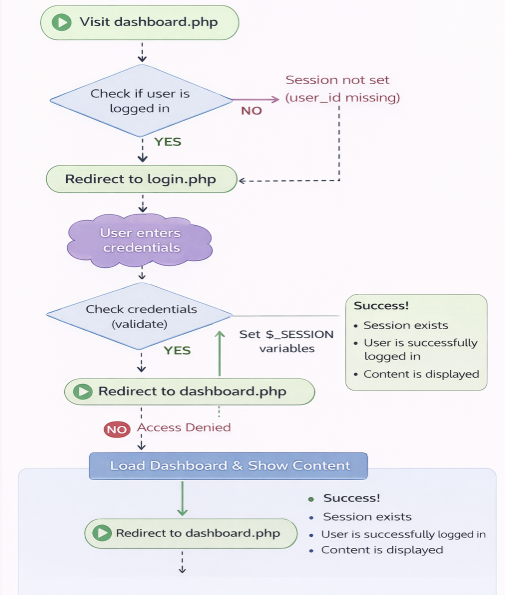 Visit dashboard.php
Check if user is
logged in
NO
Session not set
(user_id missing)
YES
Redirect to login.php
User enters
credentials
Check credentials
(validate)
YES
Set $_SESSION
variables
Success!
• Session exists
• User is successfully
logged in
• Content is displayed
Redirect to dashboard.php
NO Access Denied
Load Dashboard & Show Content
Redirect to dashboard.php
• Success!
• Session exists
• User is successfully logged in
• Content is displayed